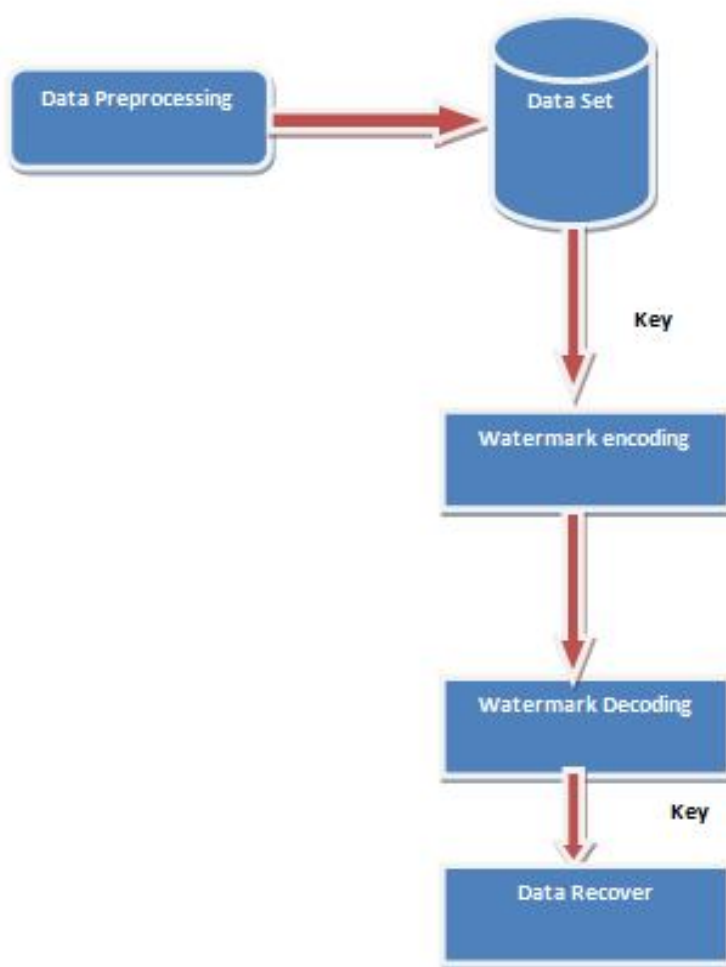 Data Preprocessing
Data Set
Key
Watermark encoding
Watermark Decoding
Key
Data Recover